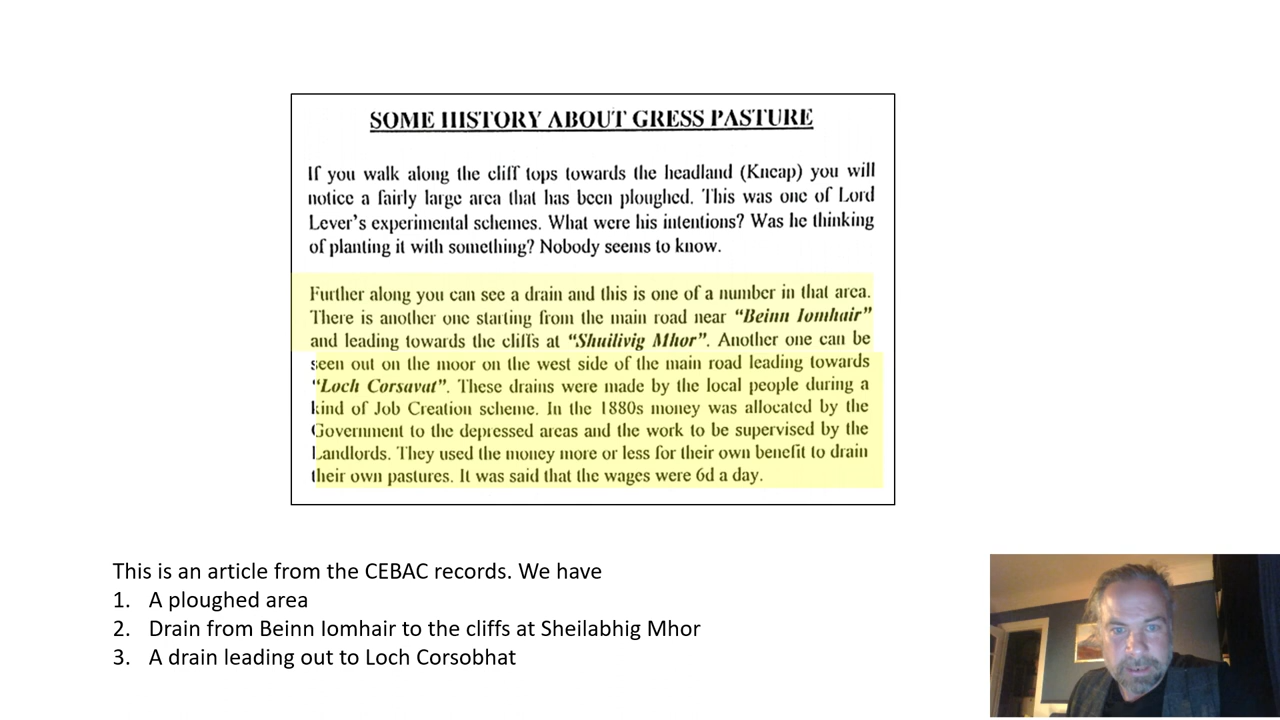 SOME HISTORY ABOUT GRESS PASTURE
If you walk along the cliff tops towards the headland (Kneap) you will
notice a fairly large area that has been ploughed. This was one of Lord
Lever's experimental schemes. What were his intentions? Was he thinking
of planting it with something? Nobody seems to know.
Further along you can see a drain and this is one of a number in that area.
There is another one starting from the main road near "Beinn Iomhair"
and leading towards the cliffs at "Shuilivig Mhor". Another one can be
seen out on the moor on the west side of the main road leading towards
"Loch Corsavat". These drains were made by the local people during a
kind of Job Creation scheme. In the 1880s money was allocated by the
Government to the depressed areas and the work to be supervised by the
Landlords. They used the money more or less for their own benefit to drain
their own pastures. It was said that the wages were 6d a day.
This is an article from the CEBAC records. We have
1. A ploughed area
2. Drain from Beinn Iomhair to the cliffs at Sheilabhig Mhor
3. A drain leading out to Loch Corsobhat